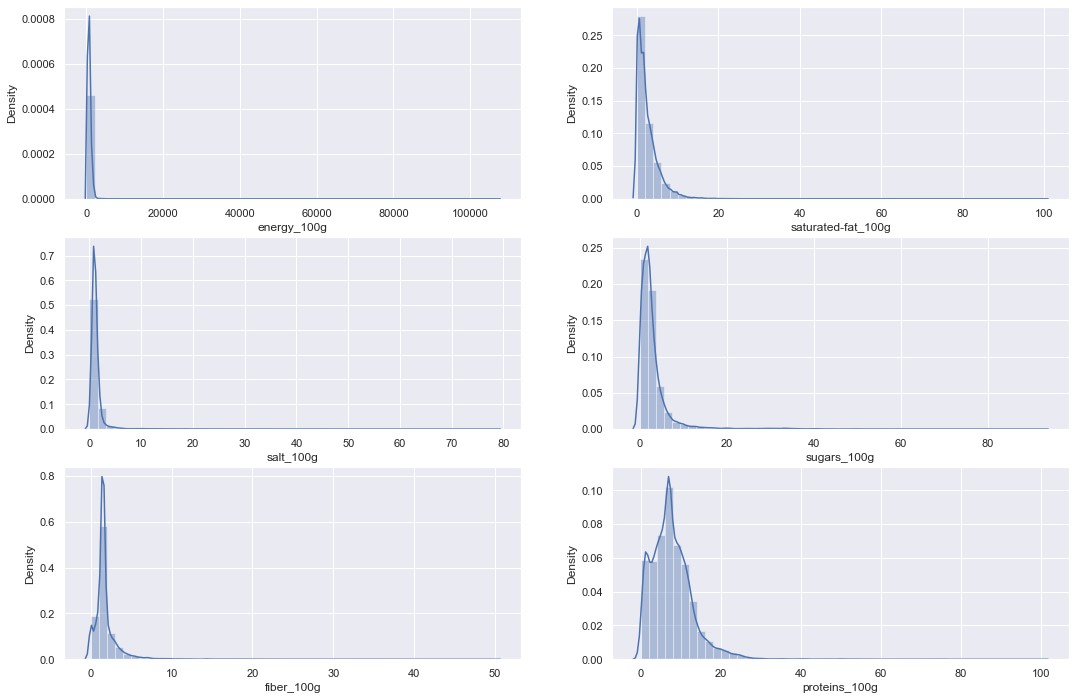 0.0008
0.0006
0.0004
0.0002
0.0000
Density
0 20000 40000 60000 80000 100000
energy_100g
0.25
0.20
0.15
0.10
0.05
0.00
Density
0 20 40 60 80 100
saturated-fat_100g
0.7
0.6
0.5
0.4
0.3
0.2
0.1
0.0
Density
0 10 20 30 40 50 60 70 80
salt_100g
0.25
0.20
0.15
0.10
0.05
0.00
Density
0 20 40 60 80
sugars_100g
0.8
0.6
0.4
0.2
0.0
Density
0 10 20 30 40 50
fiber_100g
0.10
0.08
0.06
0.04
0.02
0.00
Density
0 20 40 60 80 100
proteins_100g